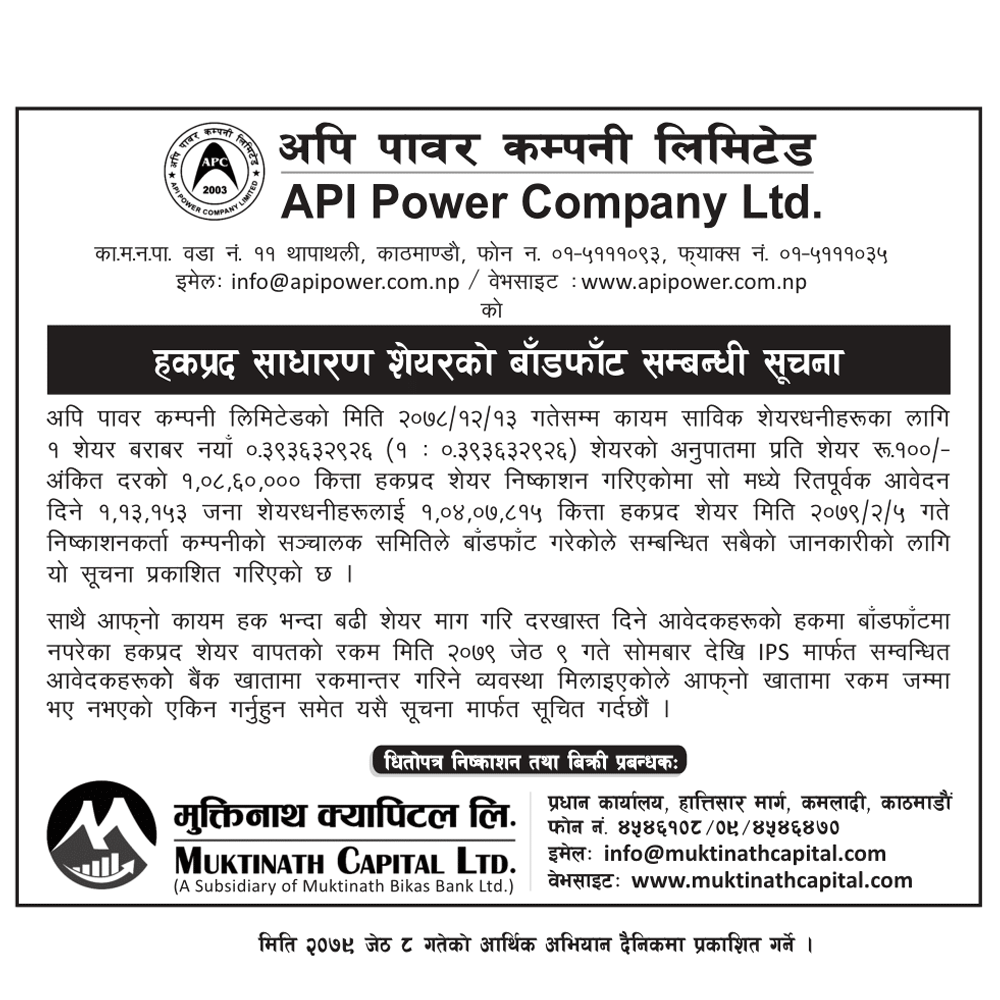 अपि पावर कम्पनी लिमिटेड
APC
2003
API POWER COMPANY LIMITED
अपि पावर कम्पनी लिमिटेड
API Power Company Ltd.
का.म.न.पा. वडा नं. ११ थापाथली, काठमाण्डौ, फोन न. ०१-५१११०९३, फ्याक्स नं. ०१-५१११०३५
इमेलः info@apipower.com.np / वेभसाइट : www.apipower.com.np
को
हकप्रद साधारण शेयरको बाँडफाँट सम्बन्धी सूचना
अपि पावर कम्पनी लिमिटेडको मिति २०७८/१२/१३ गतेसम्म कायम साविक शेयरधनीहरूका लागि
१ शेयर बराबर नयाँ ०.३९३६३२९२६ (१ : ०.३९३६३२९२६) शेयरको अनुपातमा प्रति शेयर रू.१००/-
अंकित दरको १,०८,६०,००० कित्ता हकप्रद शेयर निष्काशन गरिएकोमा सो मध्ये रितपूर्वक आवेदन
दिने १,१३,१५३ जना शेयरधनीहरूलाई १,०४,०७,८१५ कित्ता हकप्रद शेयर मिति २०७९/२/५ गते
निष्काशनकर्ता कम्पनीको सञ्चालक समितिले बाँडफाँट गरेकोले सम्बन्धित सबैको जानकारीको लागि
यो सूचना प्रकाशित गरिएको छ ।
साथै आफ्नो कायम हक भन्दा बढी शेयर माग गरि दरखास्त दिने आवेदकहरूको हकमा बाँडफाँटमा
नपरेका हकप्रद शेयर वापतको रकम मिति २०७९ जेठ ९ गते सोमबार देखि IPS मार्फत सम्वन्धित
आवेदकहरूको बैंक खातामा रकमान्तर गरिने व्यवस्था मिलाइएकोले आफ्नो खातामा रकम जम्मा
भए नभएको एकिन गर्नुहुन समेत यसै सूचना मार्फत सूचित गर्दछौं ।
धितोपत्र निष्काशन तथा बिक्री प्रबन्धकः
मुक्तिनाथ क्यापिटल लि.
MUKTINATH CAPITAL LTD.
(A Subsidiary of Muktinath Bikas Bank Ltd.)
प्रधान कार्यालय, हात्तिसार मार्ग, कमलादी, काठमाडौं
फोन नं. ४५४६१०८/०९/४५४६४७०
इमेलः info@muktinathcapital.com
वेभसाइटः www.muktinathcapital.com
मिति २०७९ जेठ ८ गतेको आर्थिक अभियान दैनिकमा प्रकाशित गर्ने ।